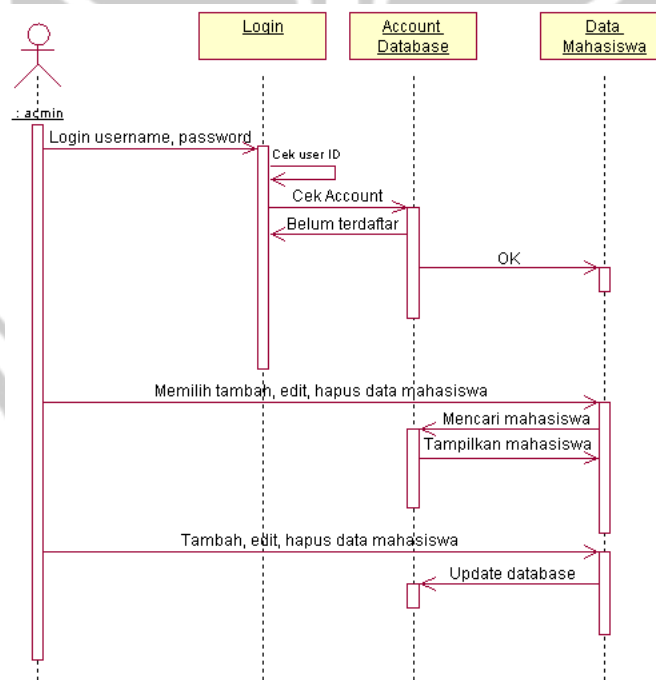 Login
Account
Database
Data
Mahasiswa
: admin
Login username, password
Cek user ID
Cek Account
Belum terdaftar
OK
Memilih tambah, edit, hapus data mahasiswa
Mencari mahasiswa
Tampilkan mahasiswa
Tambah, edit, hapus data mahasiswa
Update database